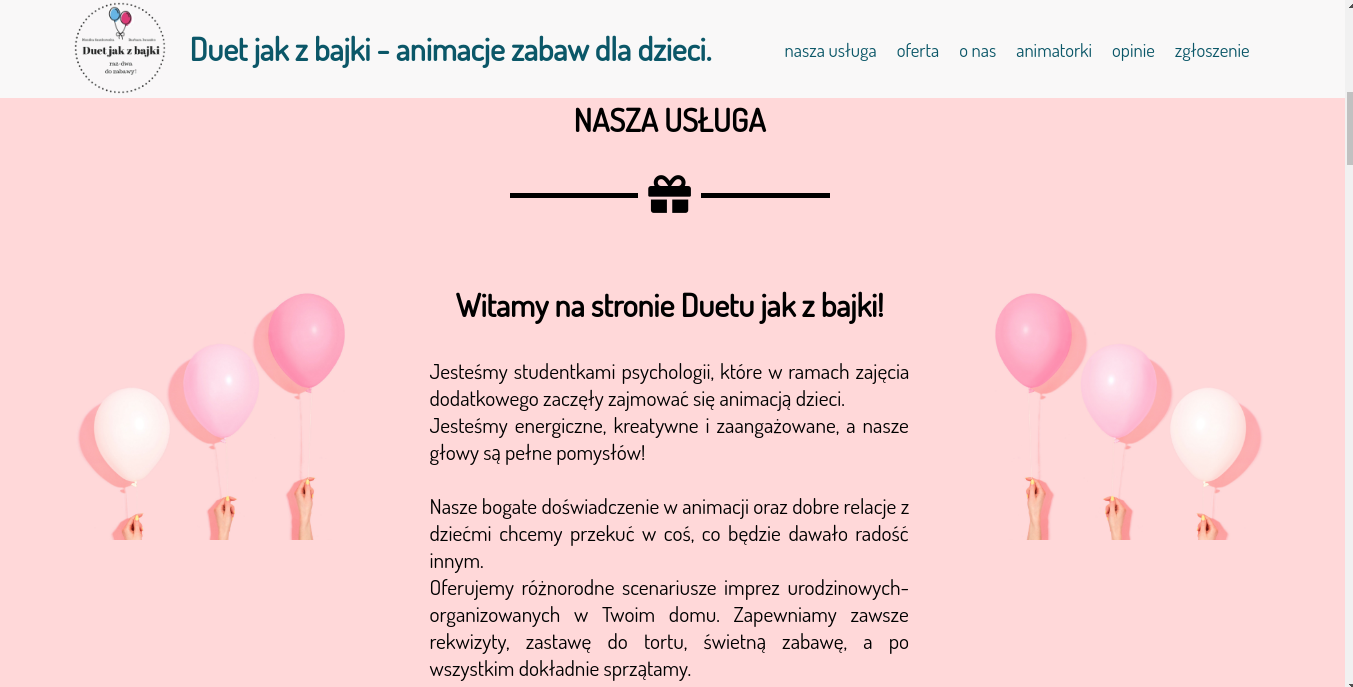 Duet jak z bajki
raz-dwa
do zabawy!
Duet jak z bajki - animacje zabaw dla dzieci.
nasza usługa oferta o nas animatorki opinie zgłoszenie
NASZA USŁUGA
Witamy na stronie Duetu jak z bajki!
Jesteśmy studentkami psychologii, które w ramach zajęcia
dodatkowego zaczęły zajmować się animacją dzieci.
Jesteśmy energiczne, kreatywne i zaangażowane, a nasze
głowy są pełne pomysłów!
Nasze bogate doświadczenie w animacji oraz dobre relacje z
dziećmi chcemy przekuć w coś, co będzie dawało radość
innym.
Oferujemy różnorodne scenariusze imprez urodzinowych-
organizowanych w Twoim domu. Zapewniamy zawsze
rekwizyty, zastawę do tortu, świetną zabawę, a po
wszystkim dokładnie sprzątamy.